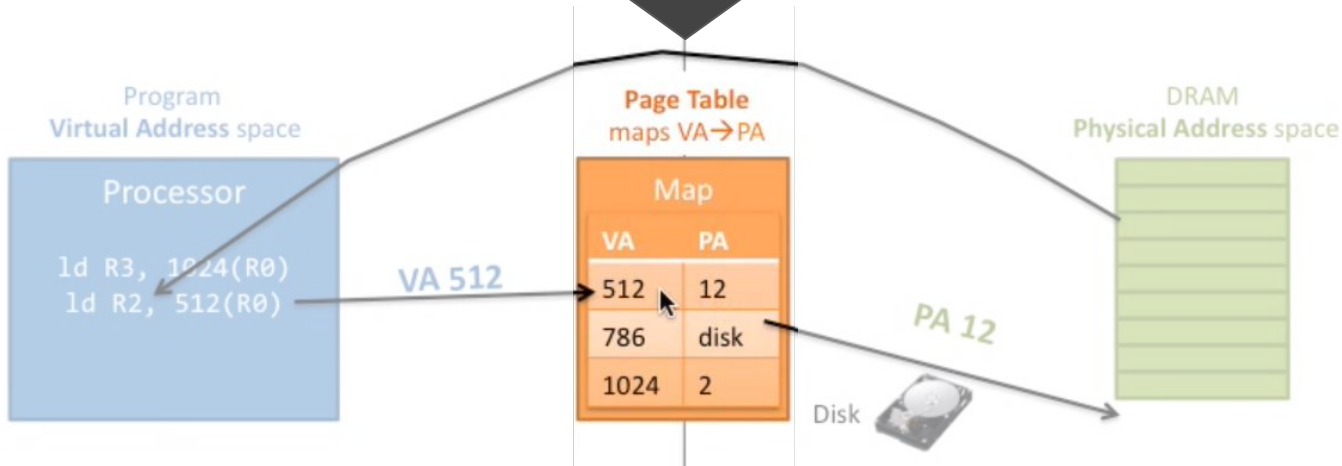 Program
Virtual Address space
Processor
ld R3, 1024(R0)
ld R2, 512(R0)
VA 512
Page Table
maps VA→PA
Map
VA PA
512 12
786 disk
1024 2
PA 12
Disk
DRAM
Physical Address space